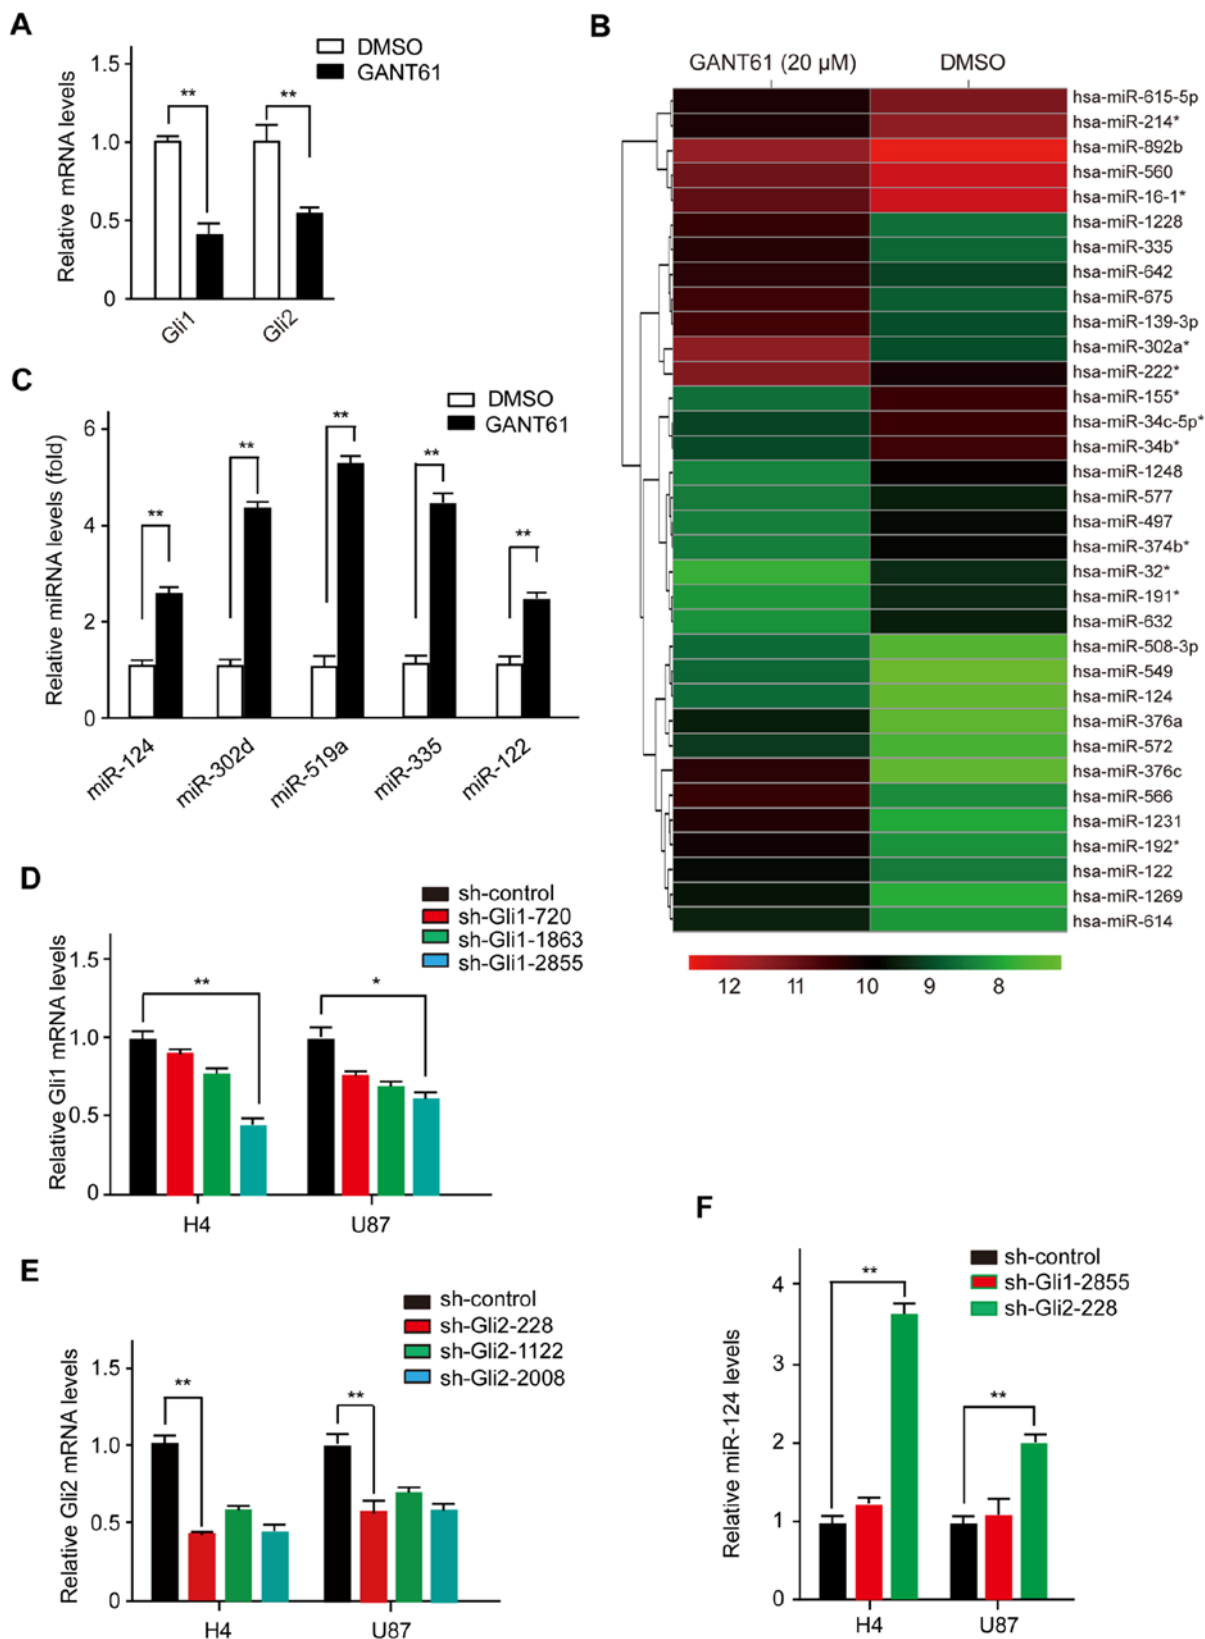 A
DMSO
GANT61
Relative mRNA levels
1.5
1.0
0.5
0
**
**
Gli1
Gli2
B
GANT61 (20 μM)
DMSO
hsa-miR-615-5p
hsa-miR-214*
hsa-miR-892b
hsa-miR-560
hsa-miR-16-1*
hsa-miR-1228
hsa-miR-335
hsa-miR-642
hsa-miR-675
hsa-miR-139-3p
hsa-miR-302a*
hsa-miR-222*
hsa-miR-155*
hsa-miR-34c-5p*
hsa-miR-34b*
hsa-miR-1248
hsa-miR-577
hsa-miR-497
hsa-miR-374b*
hsa-miR-32*
hsa-miR-191*
hsa-miR-632
hsa-miR-508-3p
hsa-miR-549
hsa-miR-124
hsa-miR-376a
hsa-miR-572
hsa-miR-376c
hsa-miR-566
hsa-miR-1231
hsa-miR-192*
hsa-miR-122
hsa-miR-1269
hsa-miR-614
12 11 10 9 8
C
DMSO
GANT61
Relative miRNA levels (fold)
6
4
2
0
**
**
**
**
**
miR-124
miR-302d
miR-519a
miR-335
miR-122
D
sh-control
sh-Gli1-720
sh-Gli1-1863
sh-Gli1-2855
Relative Gli1 mRNA levels
1.5
1.0
0.5
0
**
*
H4
U87
E
sh-control
sh-Gli2-228
sh-Gli2-1122
sh-Gli2-2008
Relative Gli2 mRNA levels
1.5
1.0
0.5
0
**
**
H4
U87
F
sh-control
sh-Gli1-2855
sh-Gli2-228
Relative miR-124 levels
4
3
2
1
0
**
**
H4
U87